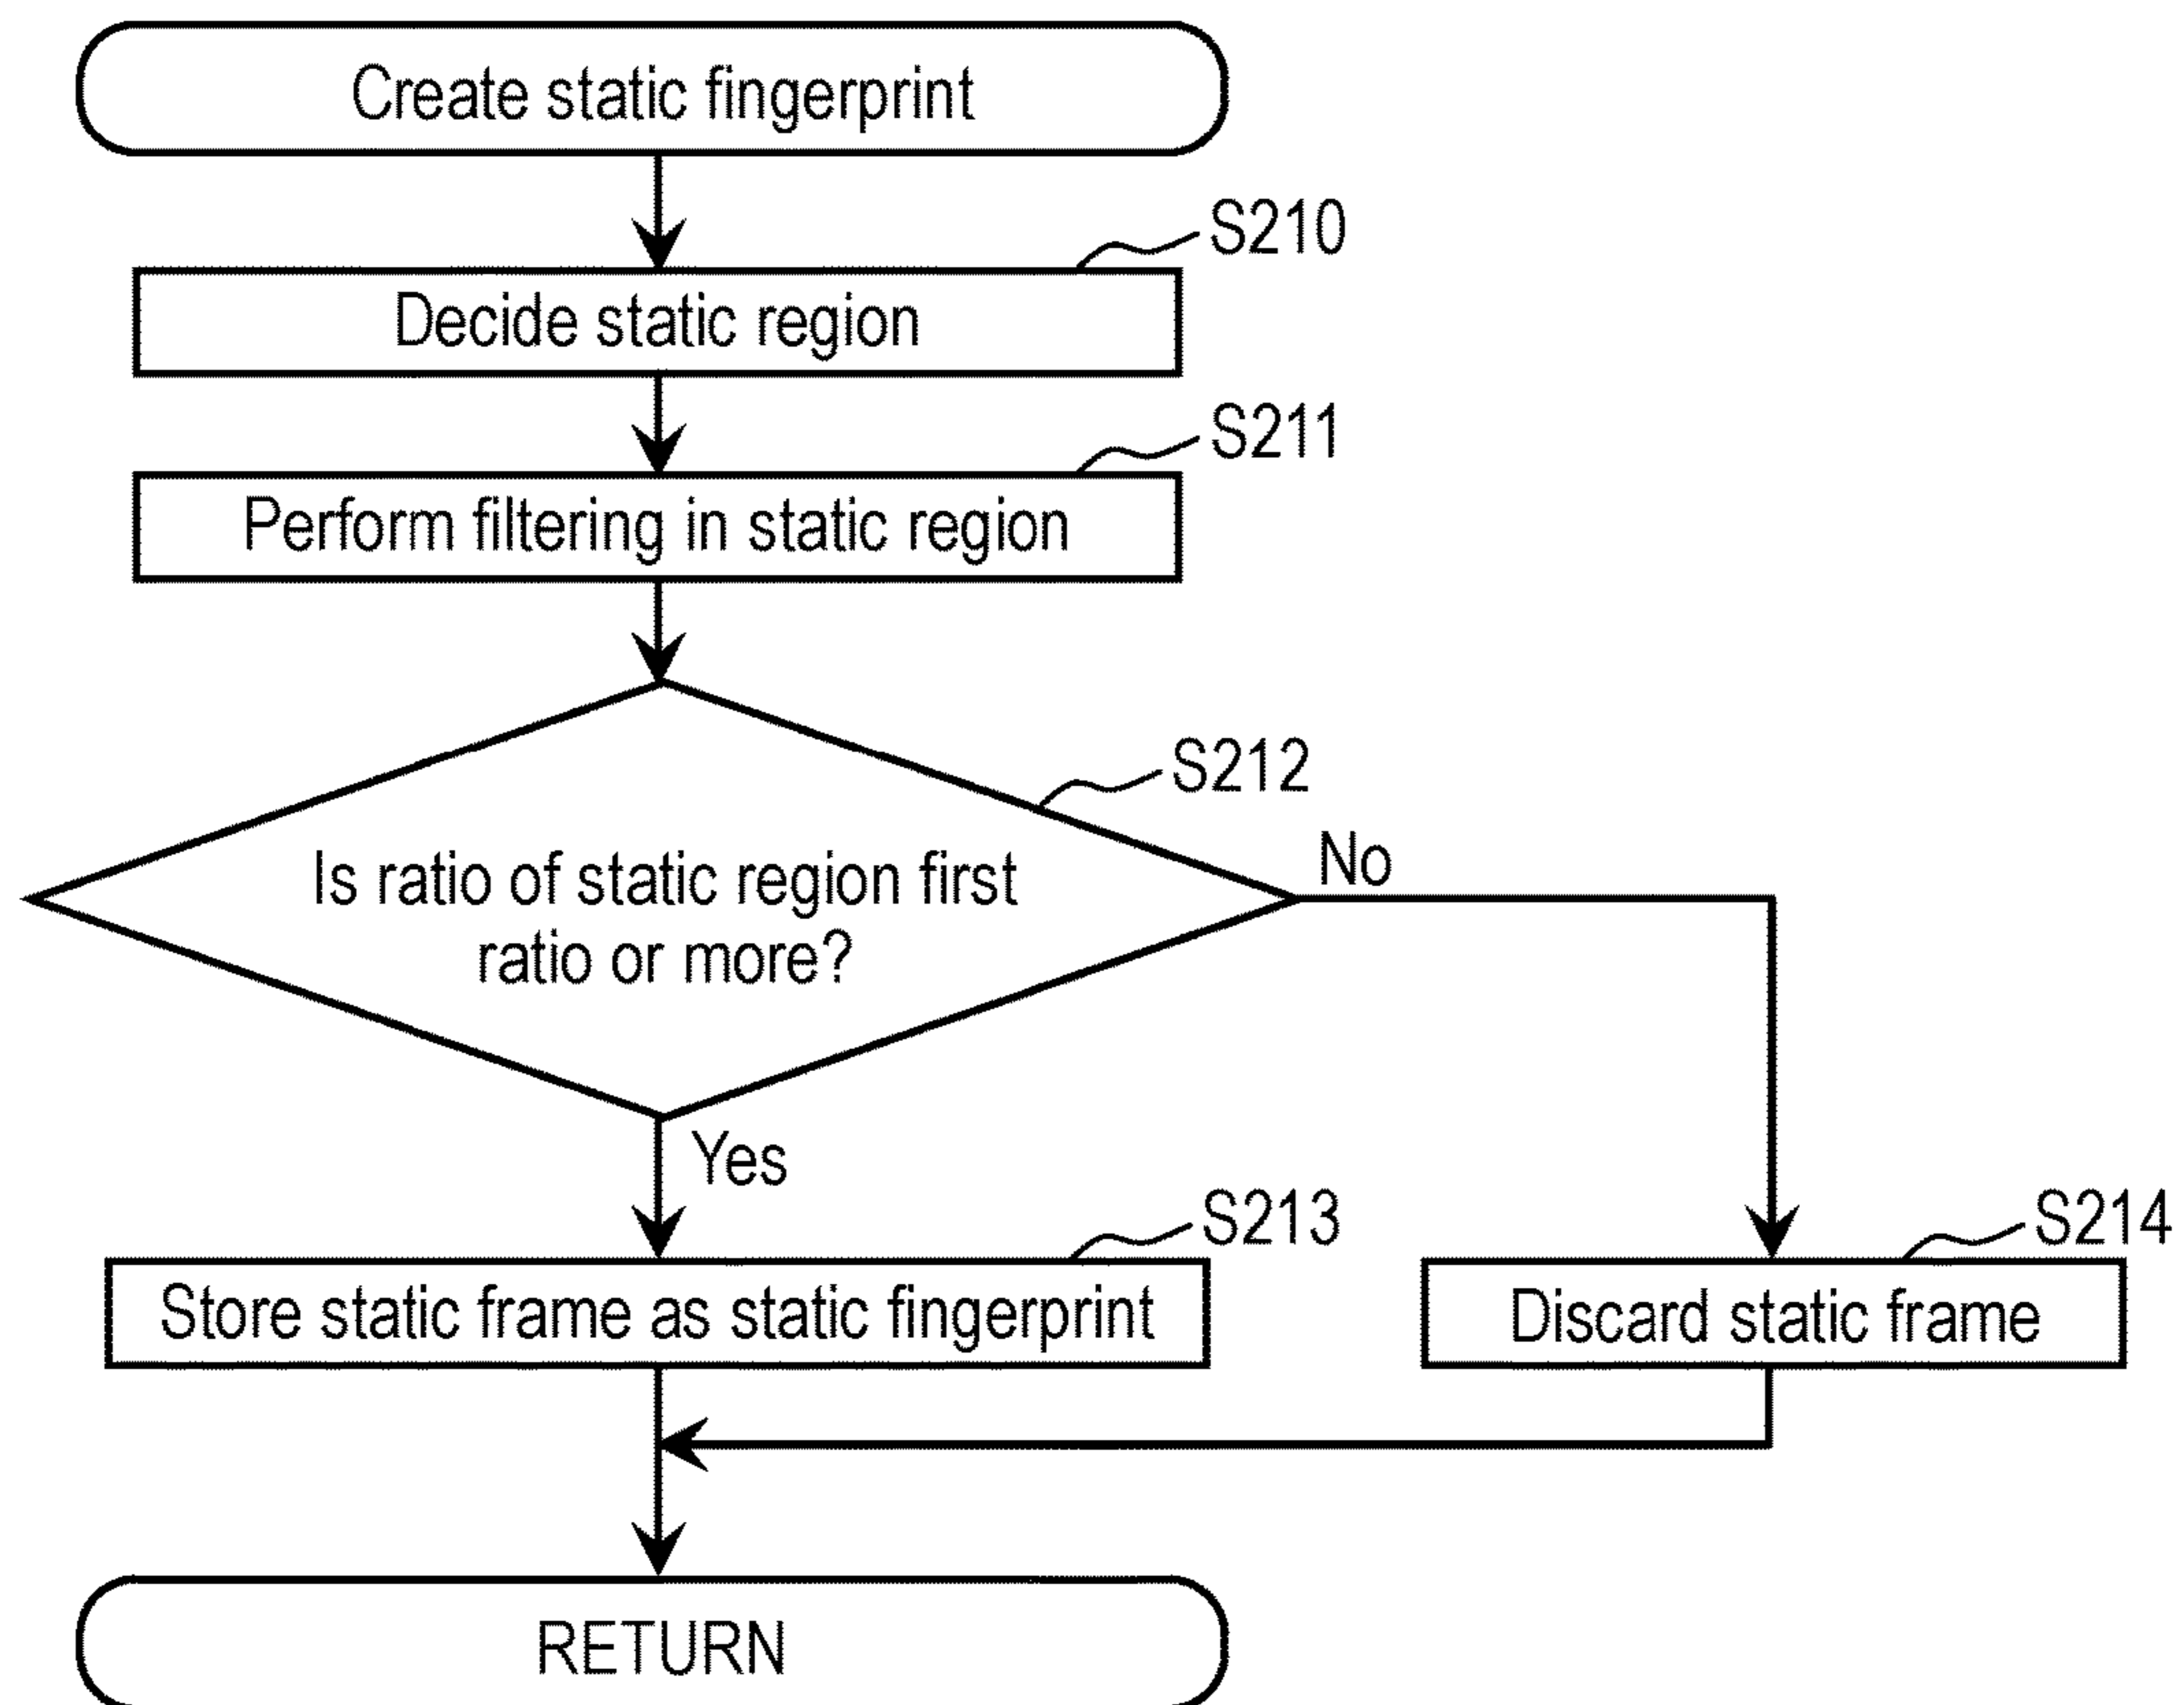 Create static fingerprint
S210
Decide static region
S211
Perform filtering in static region
S212
Is ratio of static region first
ratio or more?
No
Yes
S213
Store static frame as static fingerprint
S214
Discard static frame
RETURN